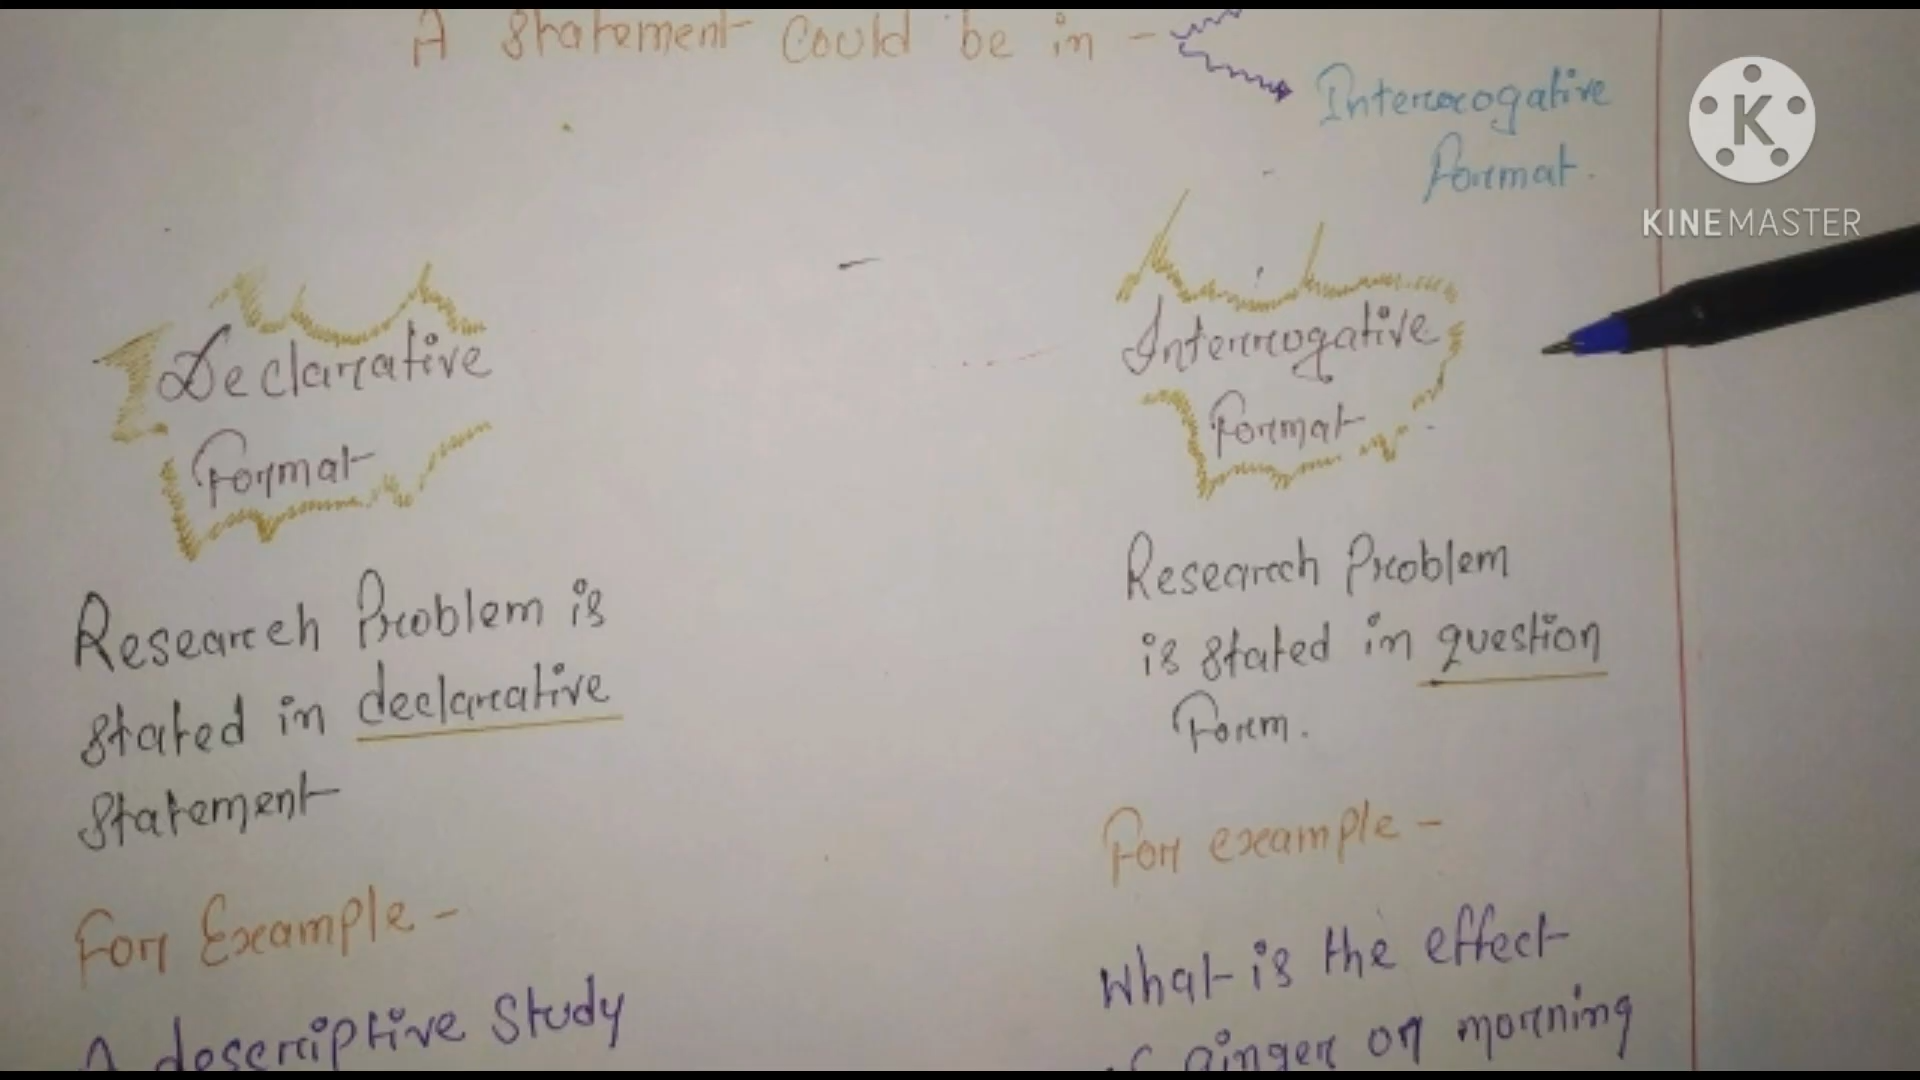 A statement could be in -
Interrogative
Format.
KINEMASTER
Declarative
Format
Research Problem is
stated in declarative
statement
For Example -
A descriptive study
Interrogative
Format
Research Problem
is stated in question
Form.
For example -
What is the effect
of ginger on morning